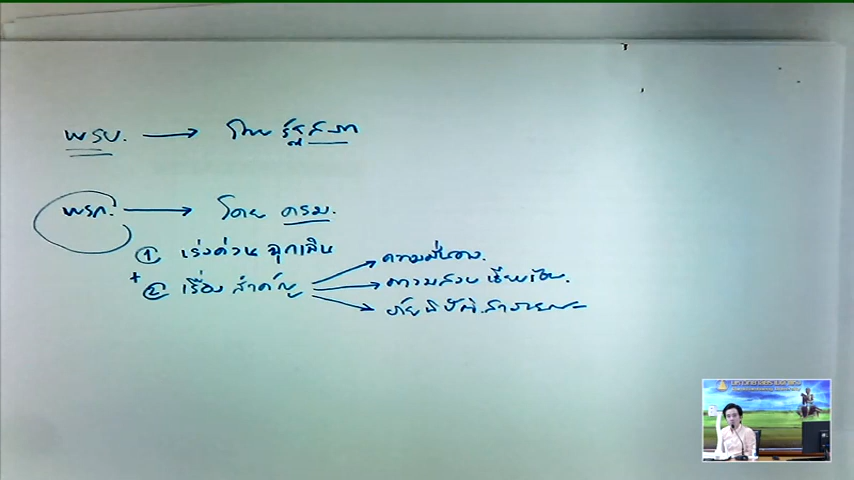 พรบ. → โดย รัฐสภา
พรก. → โดย ครม.
① เร่งด่วน ฉุกเฉิน
+ ② เรื่อง สำคัญ
→ ความมั่นคง.
→ ความสงบ เรียบร้อย.
→ ภัยพิบัติ.สาธารณะ